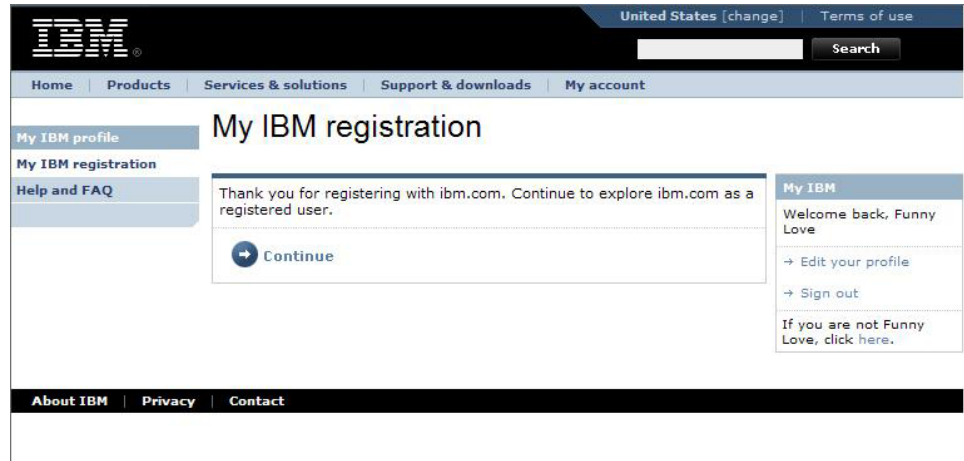 United States [change] | Terms of use
IBM®
Search
Home | Products | Services & solutions | Support & downloads | My account
My IBM profile
My IBM registration
Help and FAQ
My IBM registration
Thank you for registering with ibm.com. Continue to explore ibm.com as a
registered user.
Continue
My IBM
Welcome back, Funny
Love
→ Edit your profile
→ Sign out
If you are not Funny
Love, click here.
About IBM | Privacy | Contact